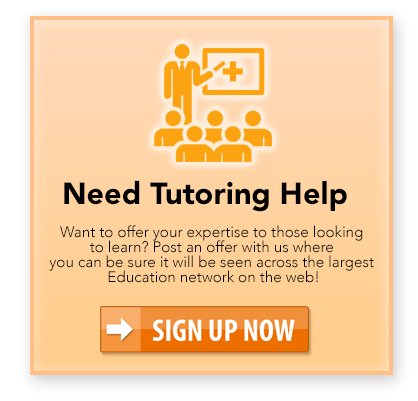 Need Tutoring Help
Want to offer your expertise to those looking
to learn? Post an offer with us where
you can be sure it will be seen across the largest
Education network on the web!
SIGN UP NOW